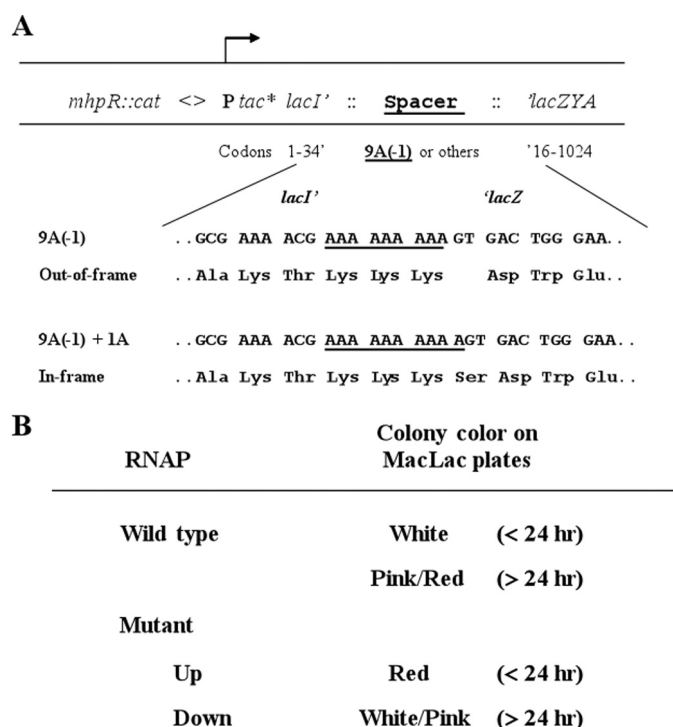 A
mhpR::cat <> P tac* lacI’ :: Spacer :: ’lacZYA
Codons 1-34’ 9A(-1) or others ’16-1024
lacI’ ‘lacZ
9A(-1) ..GCG AAA ACG AAA AAA AAA GT GAC TGG GAA..
Out-of-frame ..Ala Lys Thr Lys Lys Lys Asp Trp Glu..
9A(-1) + 1A ..GCG AAA ACG AAA AAA AAA AGT GAC TGG GAA..
In-frame ..Ala Lys Thr Lys Lys Lys Ser Asp Trp Glu..
B
Colony color on
RNAP MacLac plates
Wild type White (< 24 hr)
Pink/Red (> 24 hr)
Mutant
Up Red (< 24 hr)
Down White/Pink (> 24 hr)